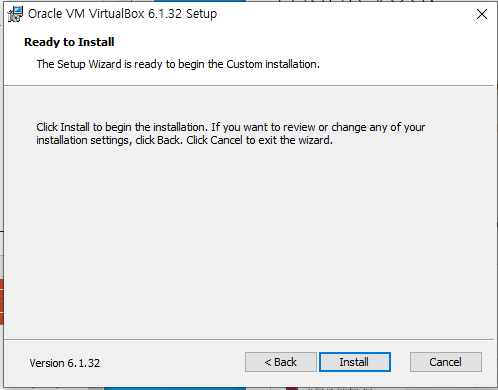 Oracle VM VirtualBox 6.1.32 Setup
Ready to Install
The Setup Wizard is ready to begin the Custom installation.
Click Install to begin the installation. If you want to review or change any of your
installation settings, click Back. Click Cancel to exit the wizard.
Version 6.1.32
< Back
Install
Cancel